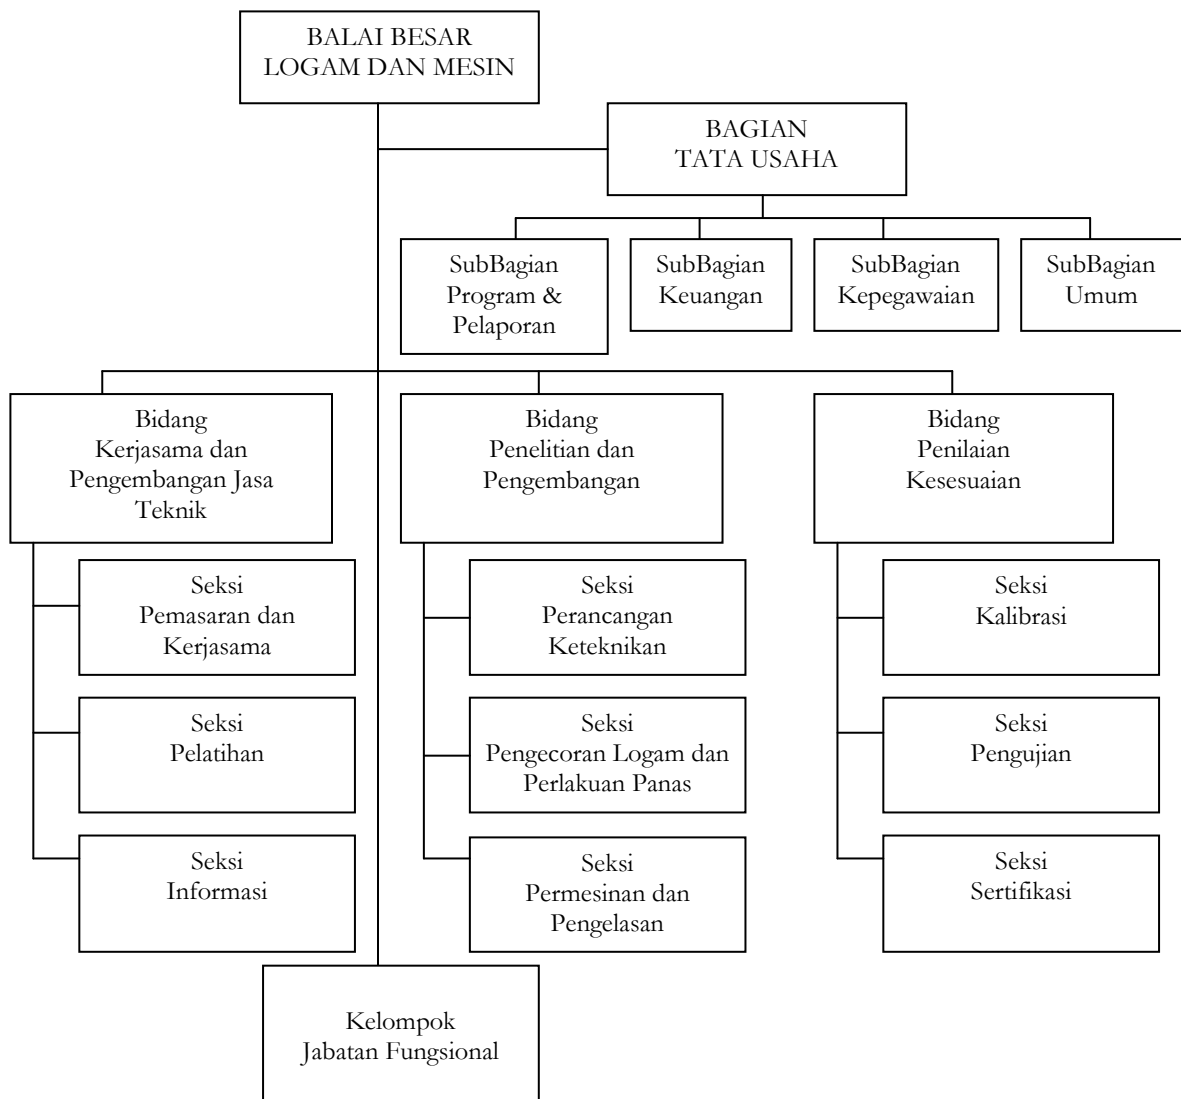 BALAI BESAR
LOGAM DAN MESIN
BAGIAN
TATA USAHA
SubBagian
Program &
Pelaporan
SubBagian
Keuangan
SubBagian
Kepegawaian
SubBagian
Umum
Bidang
Kerjasama dan
Pengembangan Jasa
Teknik
Bidang
Penelitian dan
Pengembangan
Bidang
Penilaian
Kesesuaian
Seksi
Pemasaran dan
Kerjasama
Seksi
Perancangan
Keteknikan
Seksi
Kalibrasi
Seksi
Pelatihan
Seksi
Pengecoran Logam dan
Perlakuan Panas
Seksi
Pengujian
Seksi
Informasi
Seksi
Permesinan dan
Pengelasan
Seksi
Sertifikasi
Kelompok
Jabatan Fungsional